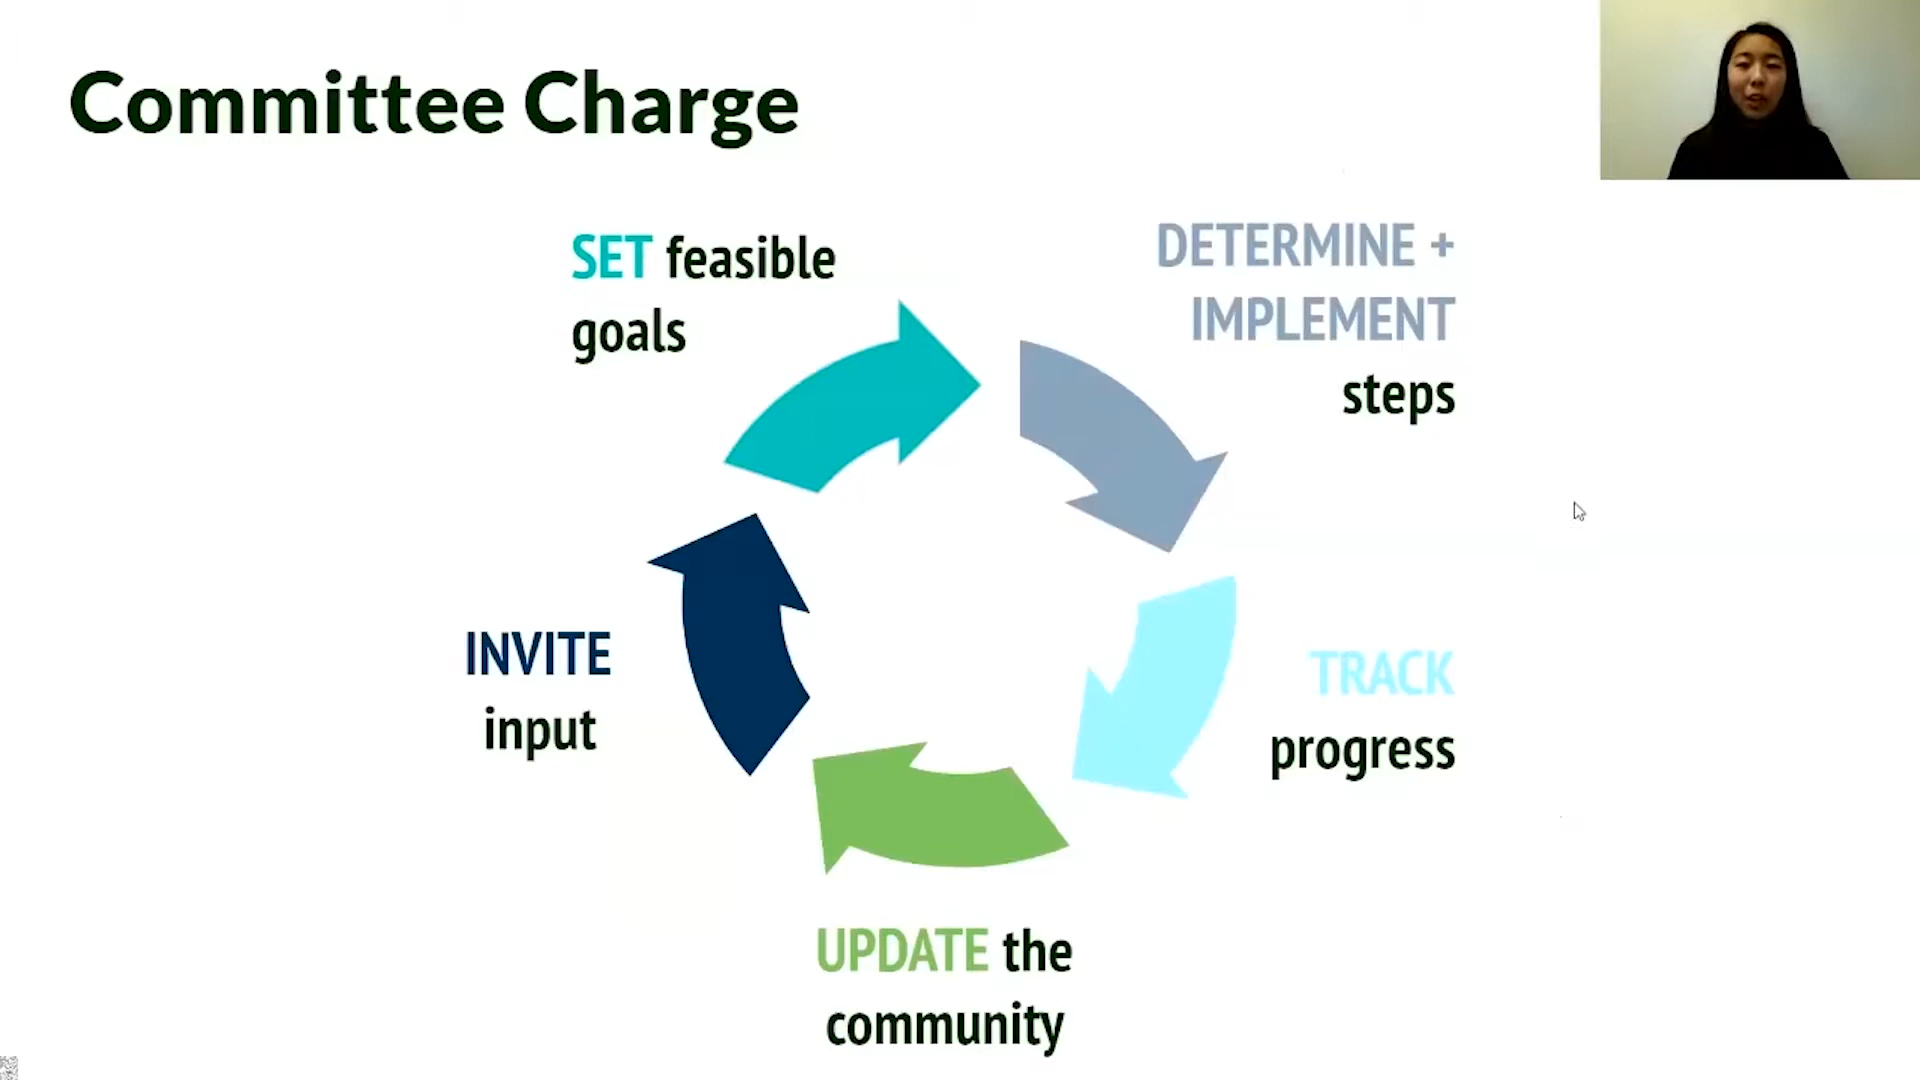 Committee Charge
SET feasible
goals
DETERMINE +
IMPLEMENT
steps
TRACK
progress
UPDATE the
community
INVITE
input